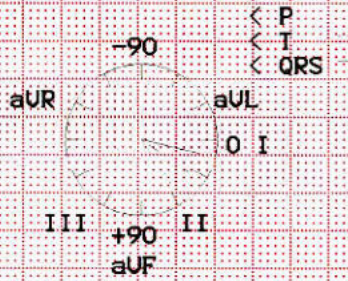 < P
< T
< QRS
-90
aVR aVL
0 I
III II
+90
aVF